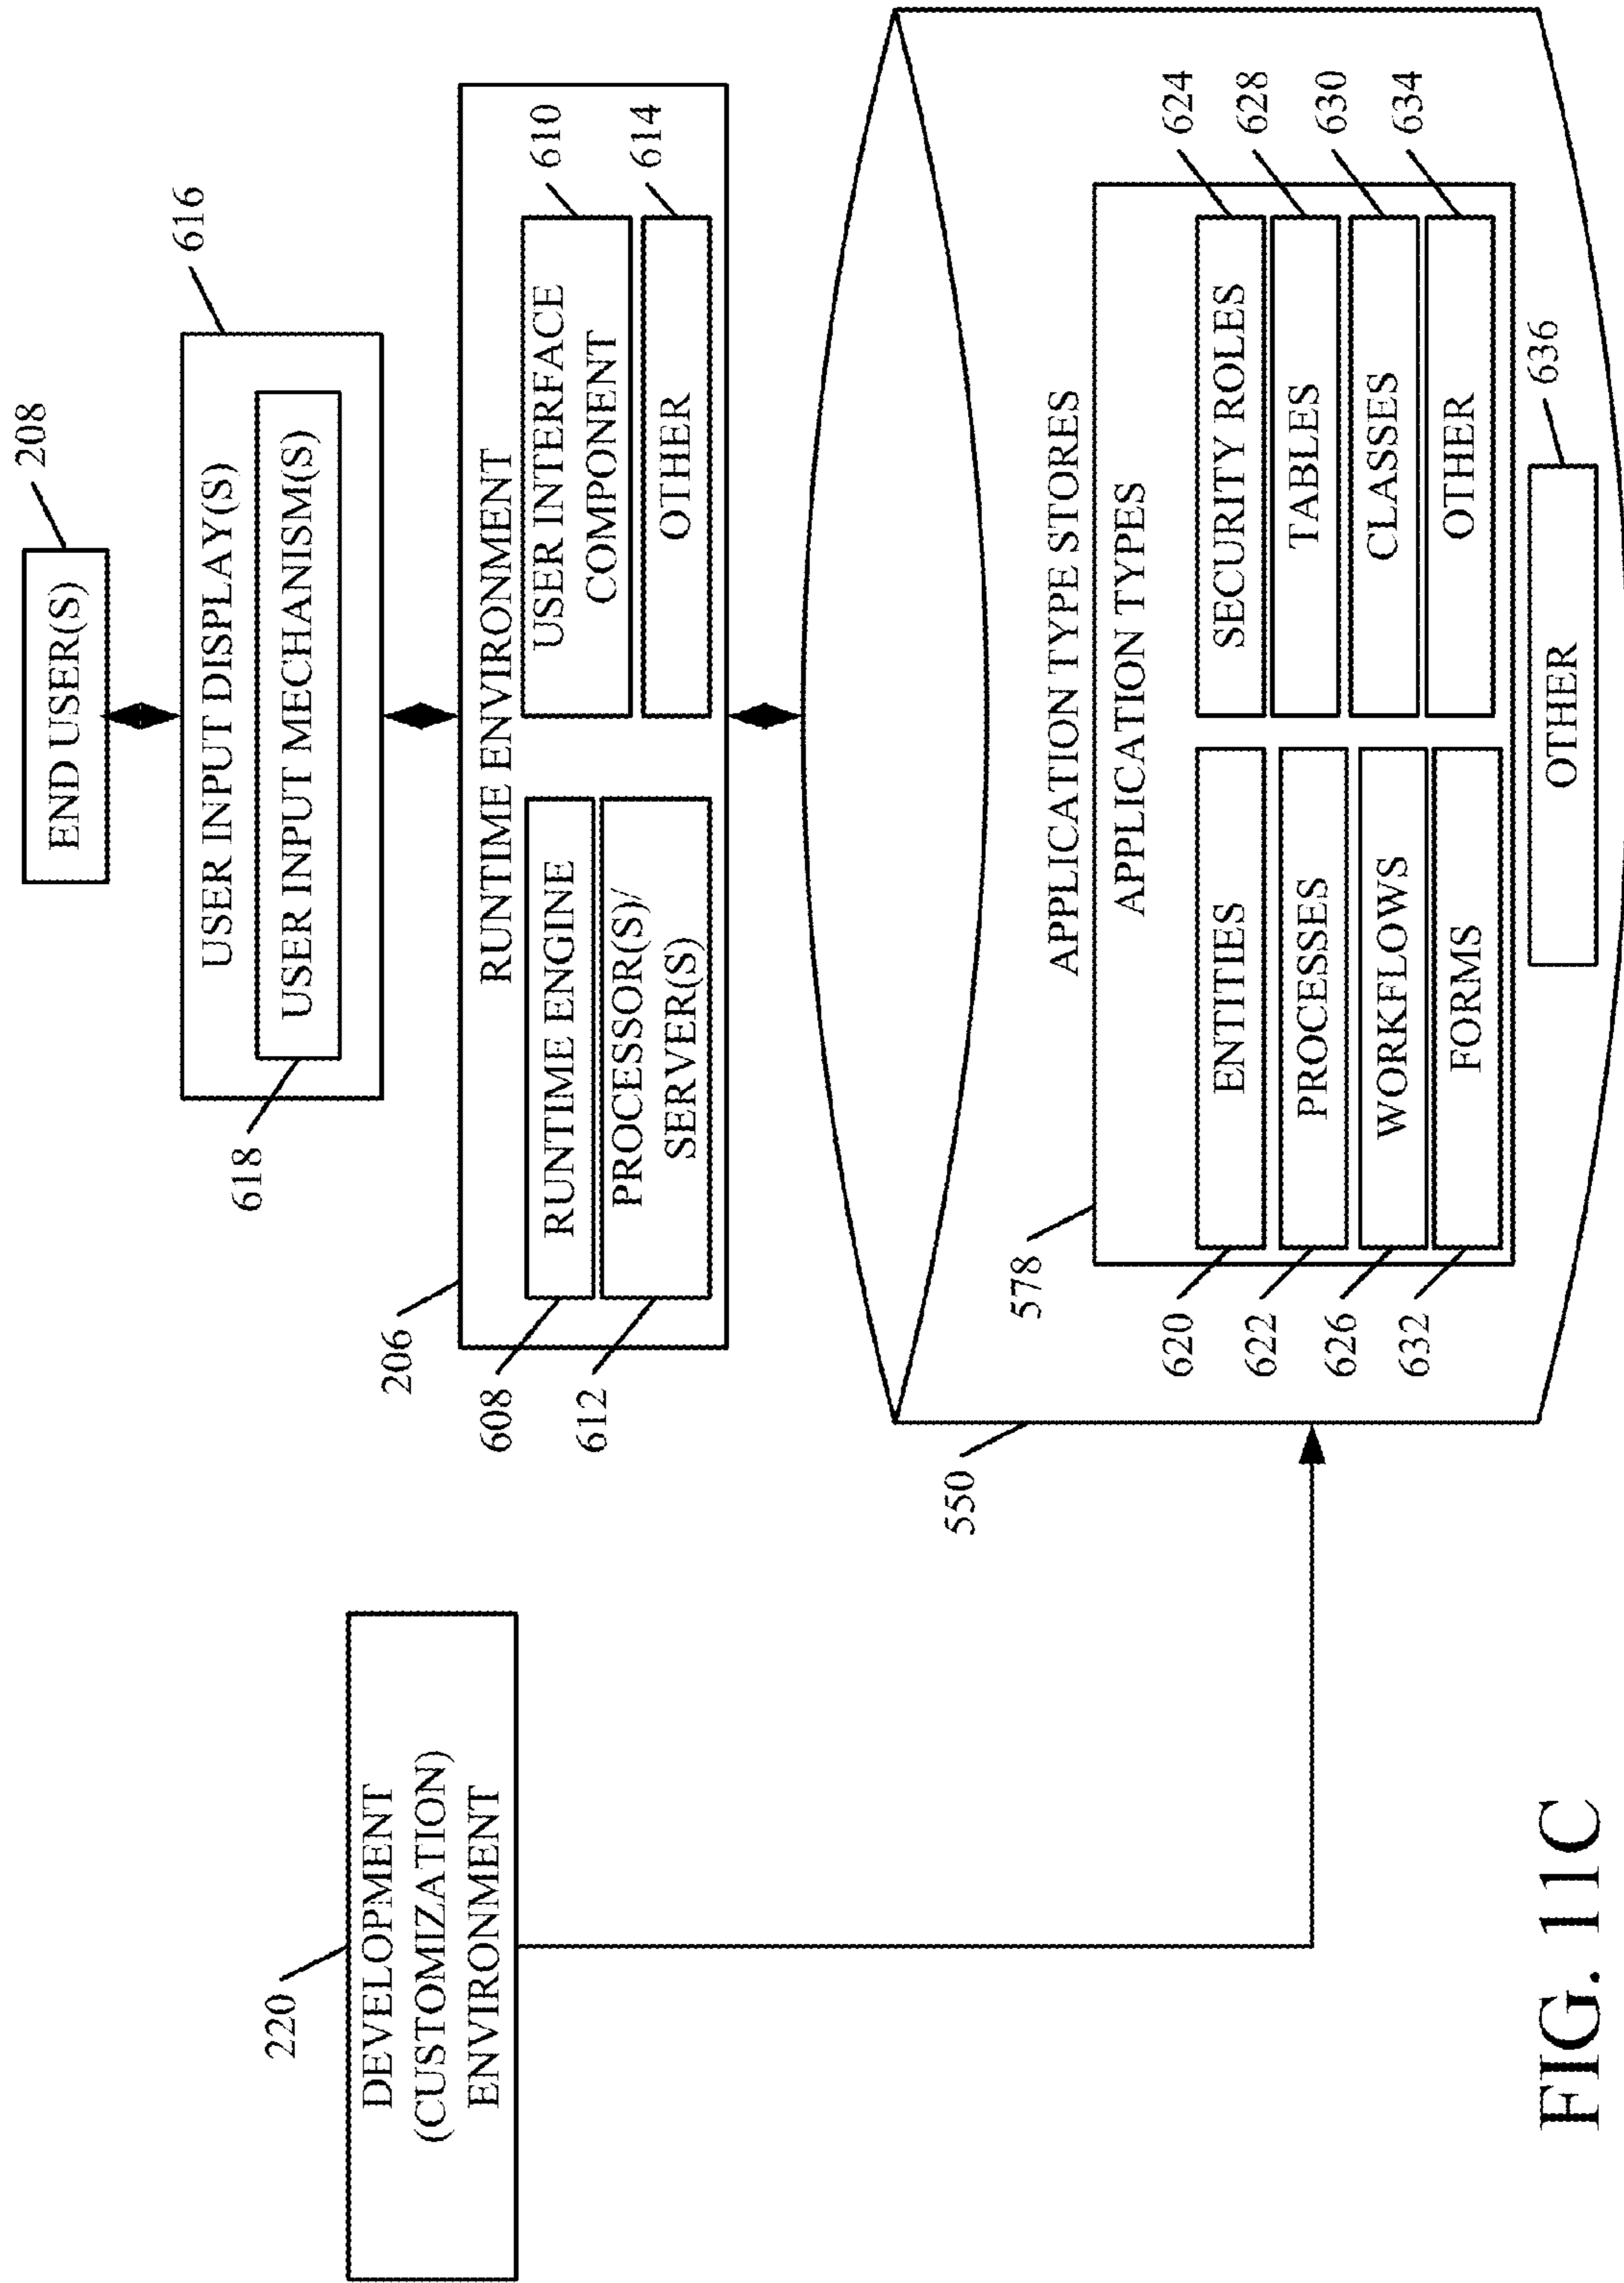 208
END USER(S)
616
USER INPUT DISPLAY(S)
USER INPUT MECHANISM(S)
618
220
DEVELOPMENT
(CUSTOMIZATION)
ENVIRONMENT
206
RUNTIME ENVIRONMENT
608
RUNTIME ENGINE
USER INTERFACE
COMPONENT
610
612
PROCESSOR(S)/
SERVER(S)
OTHER
614
550
APPLICATION TYPE STORES
578
APPLICATION TYPES
620
ENTITIES
SECURITY ROLES
624
622
PROCESSES
TABLES
628
626
WORKFLOWS
CLASSES
630
632
FORMS
OTHER
634
OTHER
636
FIG. 11C